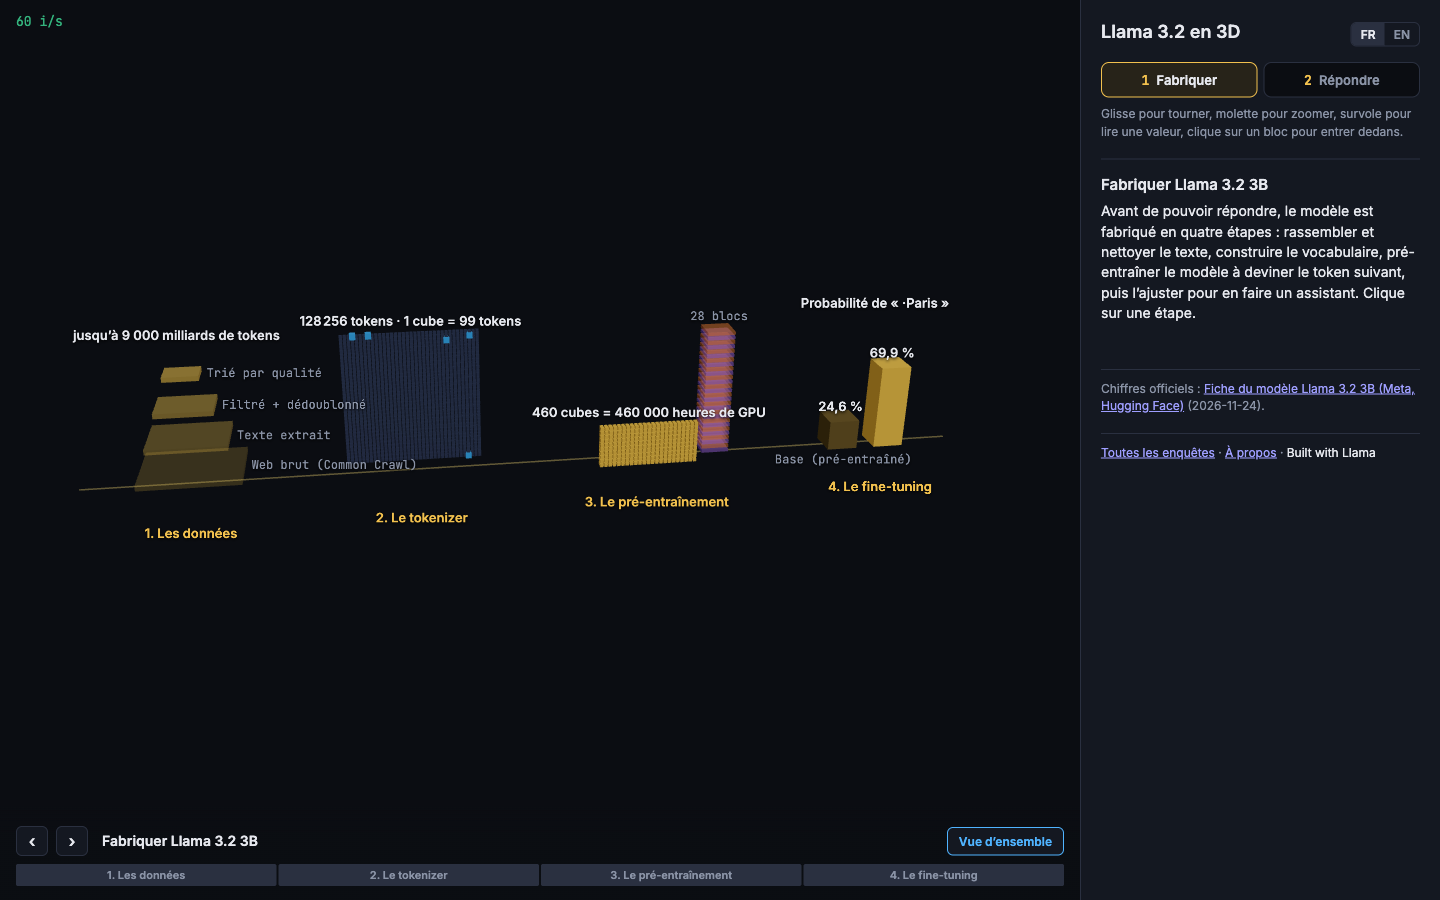 60 i/s
jusqu’à 9 000 milliards de tokens
Trié par qualité
Filtré + dédoublonné
Texte extrait
Web brut (Common Crawl)
1. Les données
128 256 tokens · 1 cube = 99 tokens
2. Le tokenizer
28 blocs
460 cubes = 460 000 heures de GPU
3. Le pré-entraînement
Probabilité de « ·Paris »
69,9 %
24,6 %
Base (pré-entraîné)
4. Le fine-tuning
‹
›
Fabriquer Llama 3.2 3B
Vue d’ensemble
1. Les données
2. Le tokenizer
3. Le pré-entraînement
4. Le fine-tuning
Llama 3.2 en 3D
FR EN
1 Fabriquer
2 Répondre
Glisse pour tourner, molette pour zoomer, survole pour
lire une valeur, clique sur un bloc pour entrer dedans.
Fabriquer Llama 3.2 3B
Avant de pouvoir répondre, le modèle est
fabriqué en quatre étapes : rassembler et
nettoyer le texte, construire le vocabulaire, pré-
entraîner le modèle à deviner le token suivant,
puis l’ajuster pour en faire un assistant. Clique
sur une étape.
Chiffres officiels : Fiche du modèle Llama 3.2 3B (Meta,
Hugging Face) (2026-11-24).
Toutes les enquêtes · À propos · Built with Llama